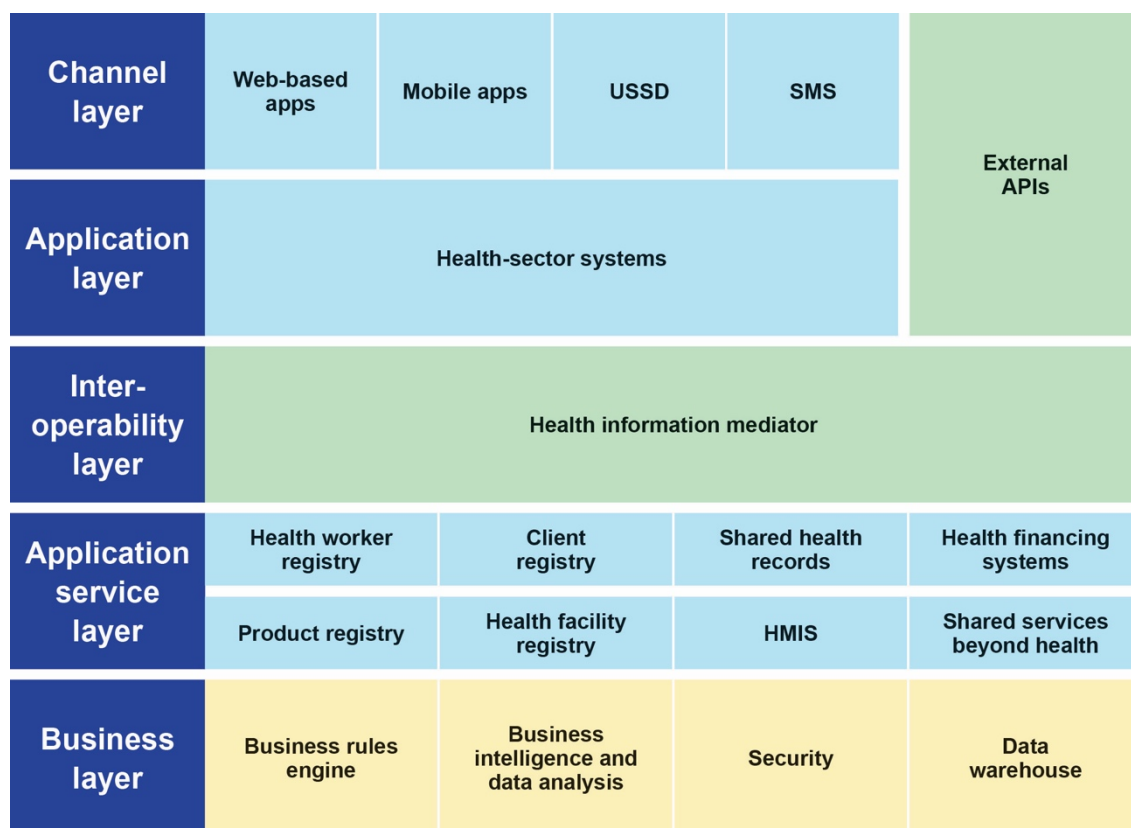 Channel
layer
Web-based
apps
Mobile apps
USSD
SMS
External
APIs
Application
layer
Health-sector systems
Inter-
operability
layer
Health information mediator
Application
service
layer
Health worker
registry
Client
registry
Shared health
records
Health financing
systems
Product registry
Health facility
registry
HMIS
Shared services
beyond health
Business
layer
Business rules
engine
Business
intelligence and
data analysis
Security
Data
warehouse